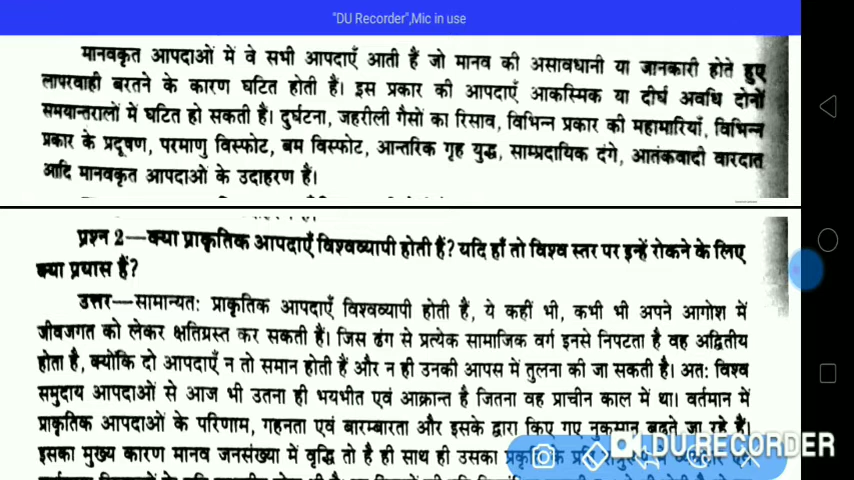 "DU Recorder",Mic in use
मानवकृत आपदाओं में वे सभी आपदाएँ आती हैं जो मानव की असावधानी या जानकारी होते हुए
लापरवाही बरतने के कारण घटित होती हैं। इस प्रकार की आपदाएँ आकस्मिक या दीर्घ अवधि दोनों
समयान्तरालों में घटित हो सकती हैं। दुर्घटना, जहरीली गैसों का रिसाव, विभिन्न प्रकार की महामारियाँ, विभिन्न
प्रकार के प्रदूषण, परमाणु विस्फोट, बम विस्फोट, आन्तरिक गृह युद्ध, साम्प्रदायिक दंगे, आतंकवादी वारदात
आदि मानवकृत आपदाओं के उदाहरण हैं।
प्रश्न 2—क्या प्राकृतिक आपदाएँ विश्वव्यापी होती हैं? यदि हाँ तो विश्व स्तर पर इन्हें रोकने के लिए
क्या प्रयास हैं?
उत्तर—सामान्यतः प्राकृतिक आपदाएँ विश्वव्यापी होती हैं, ये कहीं भी, कभी भी अपने आगोश में
जीवजगत को लेकर क्षतिग्रस्त कर सकती हैं। जिस ढंग से प्रत्येक सामाजिक वर्ग इनसे निपटता है वह अद्वितीय
होता है, क्योंकि दो आपदाएँ न तो समान होती हैं और न ही उनकी आपस में तुलना की जा सकती है। अतः विश्व
समुदाय आपदाओं से आज भी उतना ही भयभीत एवं आक्रान्त है जितना वह प्राचीन काल में था। वर्तमान में
प्राकृतिक आपदाओं के परिणाम, गहनता एवं बारम्बारता और इसके द्वारा किए गए नुकसान बढ़ते जा रहे हैं।
इसका मुख्य कारण मानव जनसंख्या में वृद्धि तो है ही साथ ही उसका प्रकृति के प्रति
DU RECORDER